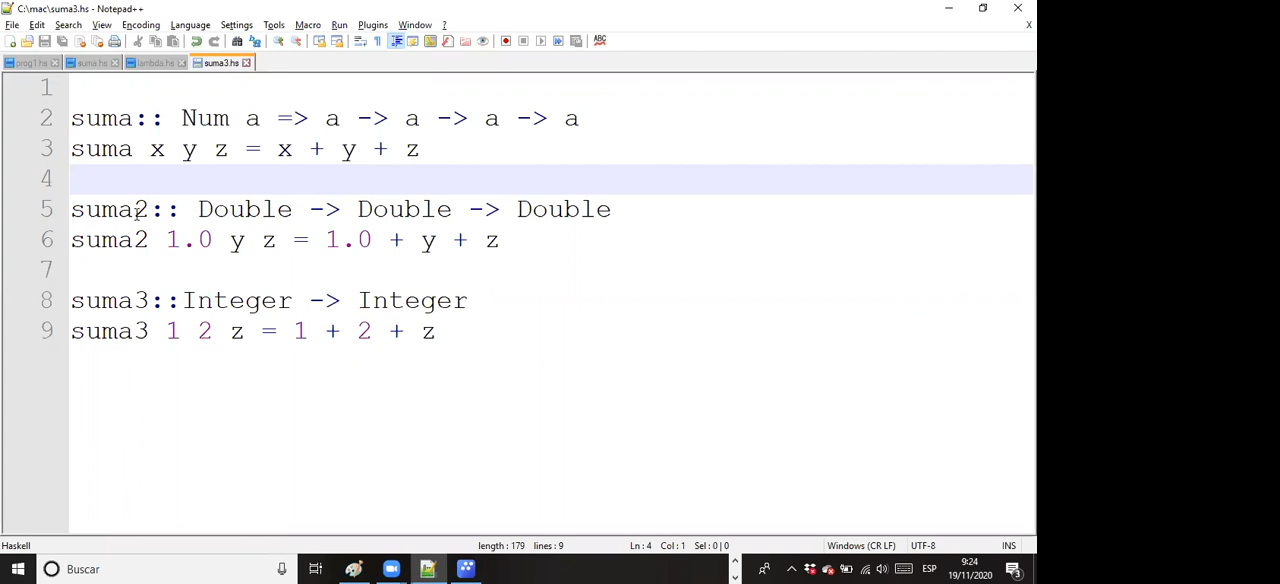 C:\mac\suma3.hs - Notepad++
File Edit Search View Encoding Language Settings Tools Macro Run Plugins Window ?
X
prog1.hs suma.hs lambda.hs suma3.hs
1
2 suma:: Num a => a -> a -> a -> a
3 suma x y z = x + y + z
4
5 suma2:: Double -> Double -> Double
6 suma2 1.0 y z = 1.0 + y + z
7
8 suma3::Integer -> Integer
9 suma3 1 2 z = 1 + 2 + z
Haskell length : 179 lines : 9 Ln : 4 Col : 1 Sel : 0 | 0 Windows (CR LF) UTF-8 INS
Buscar ESP 9:24
19/11/2020 3